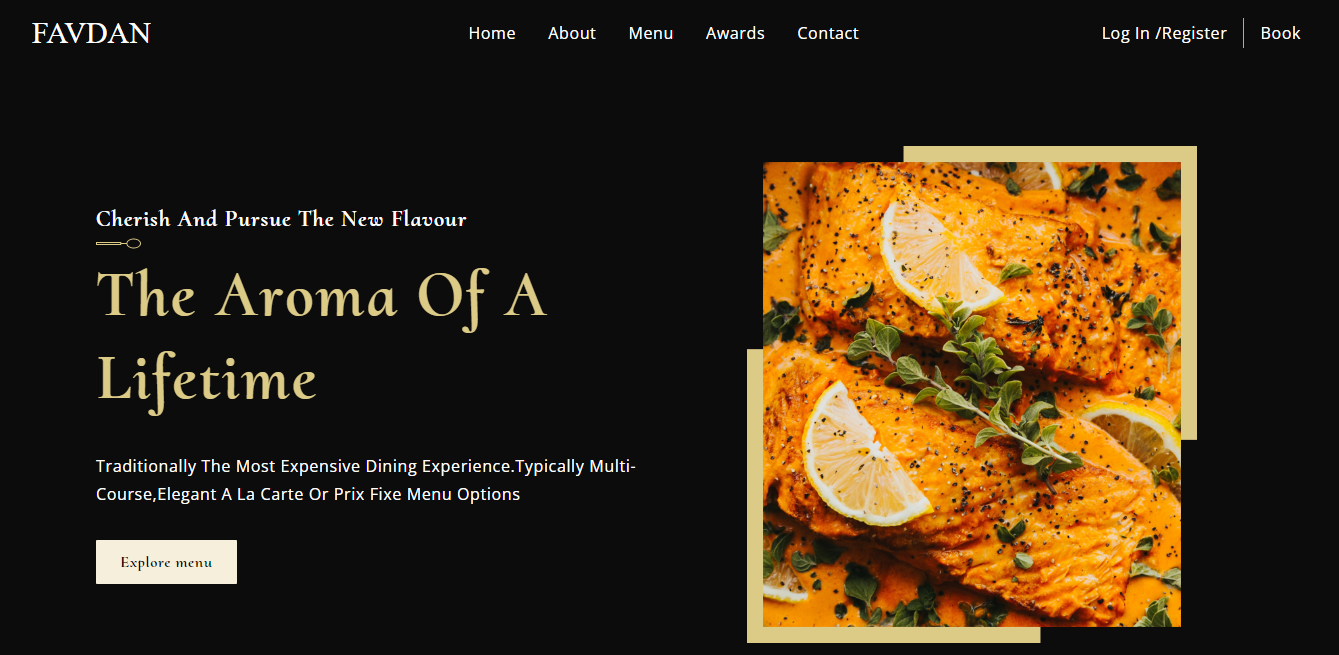 FAVDAN
Home About Menu Awards Contact
Log In /Register Book
Cherish And Pursue The New Flavour
The Aroma Of A
Lifetime
Traditionally The Most Expensive Dining Experience.Typically Multi-
Course,Elegant A La Carte Or Prix Fixe Menu Options
Explore menu